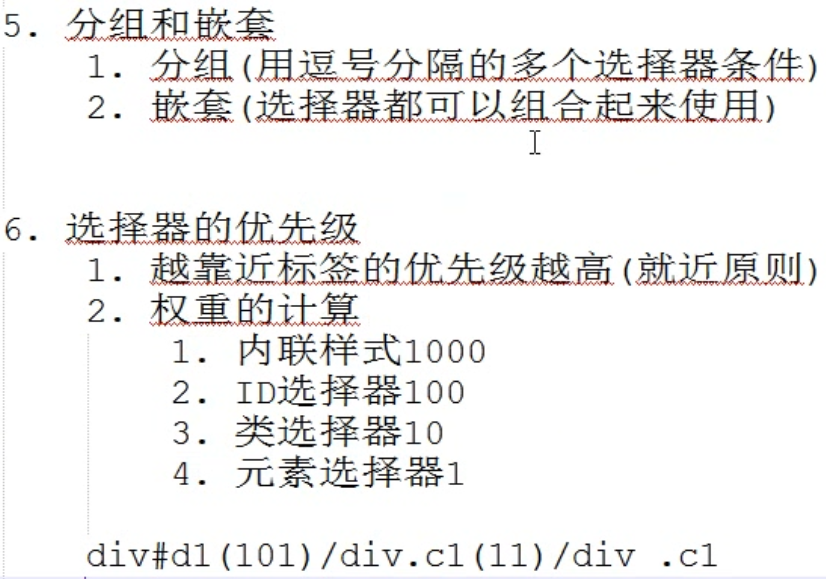 5. 分组和嵌套
1. 分组(用逗号分隔的多个选择器条件)
2. 嵌套(选择器都可以组合起来使用)
6. 选择器的优先级
1. 越靠近标签的优先级越高(就近原则)
2. 权重的计算
1. 内联样式1000
2. ID选择器100
3. 类选择器10
4. 元素选择器1
div#d1(101)/div.c1(11)/div .c1